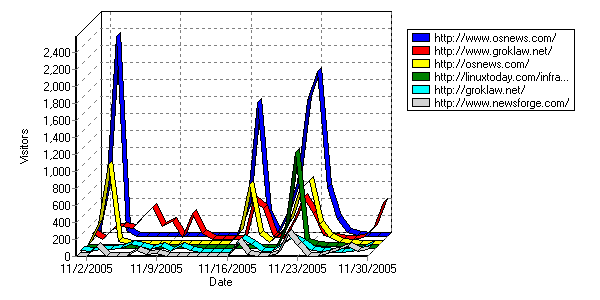 http://www.osnews.com/
http://www.groklaw.net/
http://osnews.com/
http://linuxtoday.com/infra...
http://groklaw.net/
http://www.newsforge.com/
Visitors
2,400
2,200
2,000
1,800
1,600
1,400
1,200
1,000
800
600
400
200
0
11/2/2005 11/9/2005 11/16/2005 11/23/2005 11/30/2005
Date